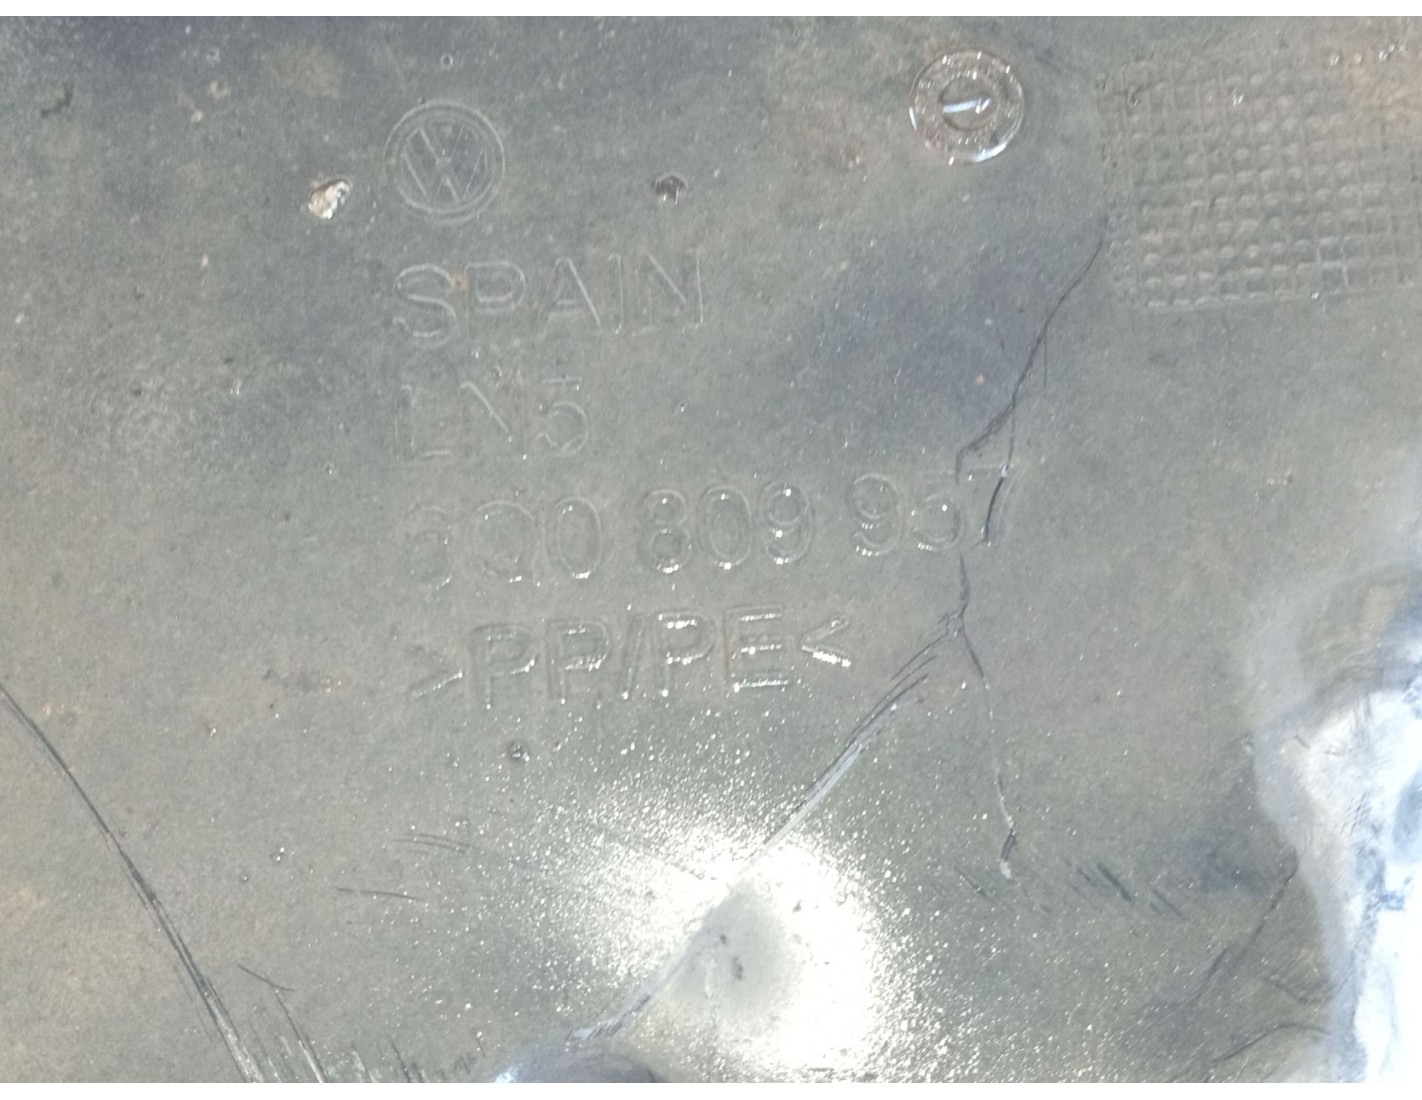 SPAIN
LN5
6Q0 809 957
>PP/PE<